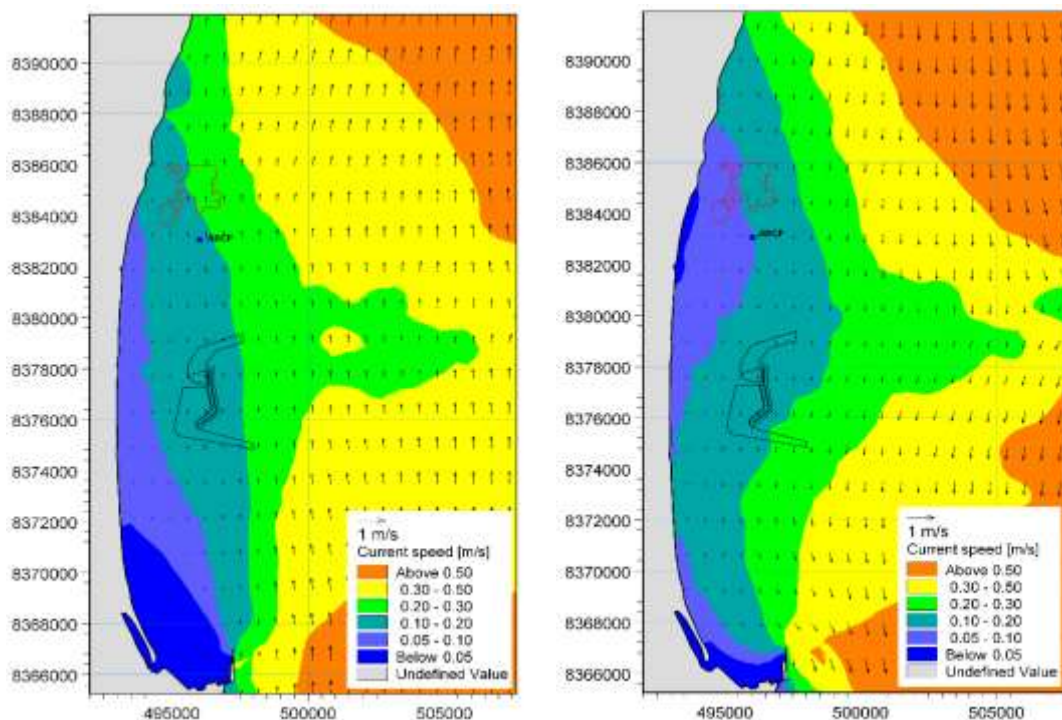 8390000
8388000
8386000
8384000
8382000
8380000
8378000
8376000
8374000
8372000
8370000
8368000
8366000
495000
500000
505000
1 m/s
Current speed [m/s]
Above 0.50
0.30 - 0.50
0.20 - 0.30
0.10 - 0.20
0.05 - 0.10
Below 0.05
Undefined Value
8390000
8388000
8386000
8384000
8382000
8380000
8378000
8376000
8374000
8372000
8370000
8368000
8366000
495000
500000
505000
1 m/s
Current speed [m/s]
Above 0.50
0.30 - 0.50
0.20 - 0.30
0.10 - 0.20
0.05 - 0.10
Below 0.05
Undefined Value